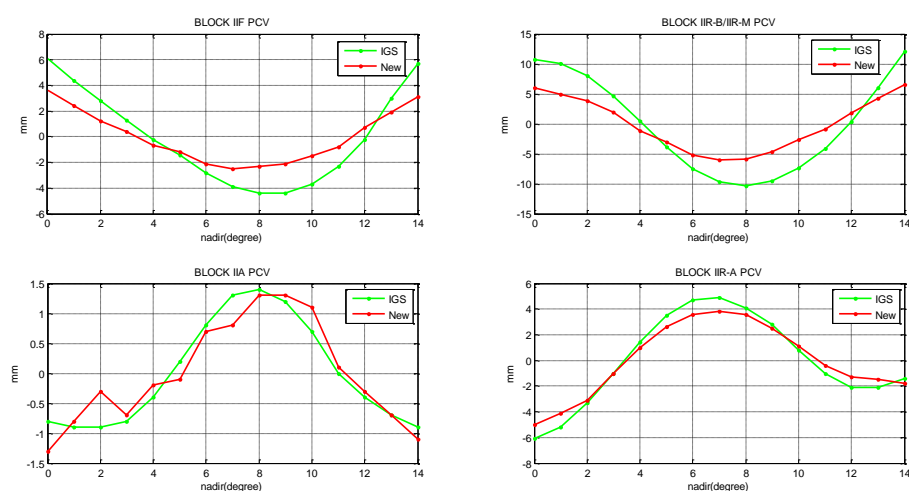 BLOCK IIF PCV
8
6
4
2
0
-2
-4
-6
mm
0 2 4 6 8 10 12 14
nadir(degree)
IGS
New
BLOCK IIR-B/IIR-M PCV
15
10
5
0
-5
-10
-15
mm
0 2 4 6 8 10 12 14
nadir(degree)
IGS
New
BLOCK IIA PCV
1.5
1
0.5
0
-0.5
-1
-1.5
mm
0 2 4 6 8 10 12 14
nadir(degree)
IGS
New
BLOCK IIR-A PCV
6
4
2
0
-2
-4
-6
-8
mm
0 2 4 6 8 10 12 14
nadir(degree)
IGS
New